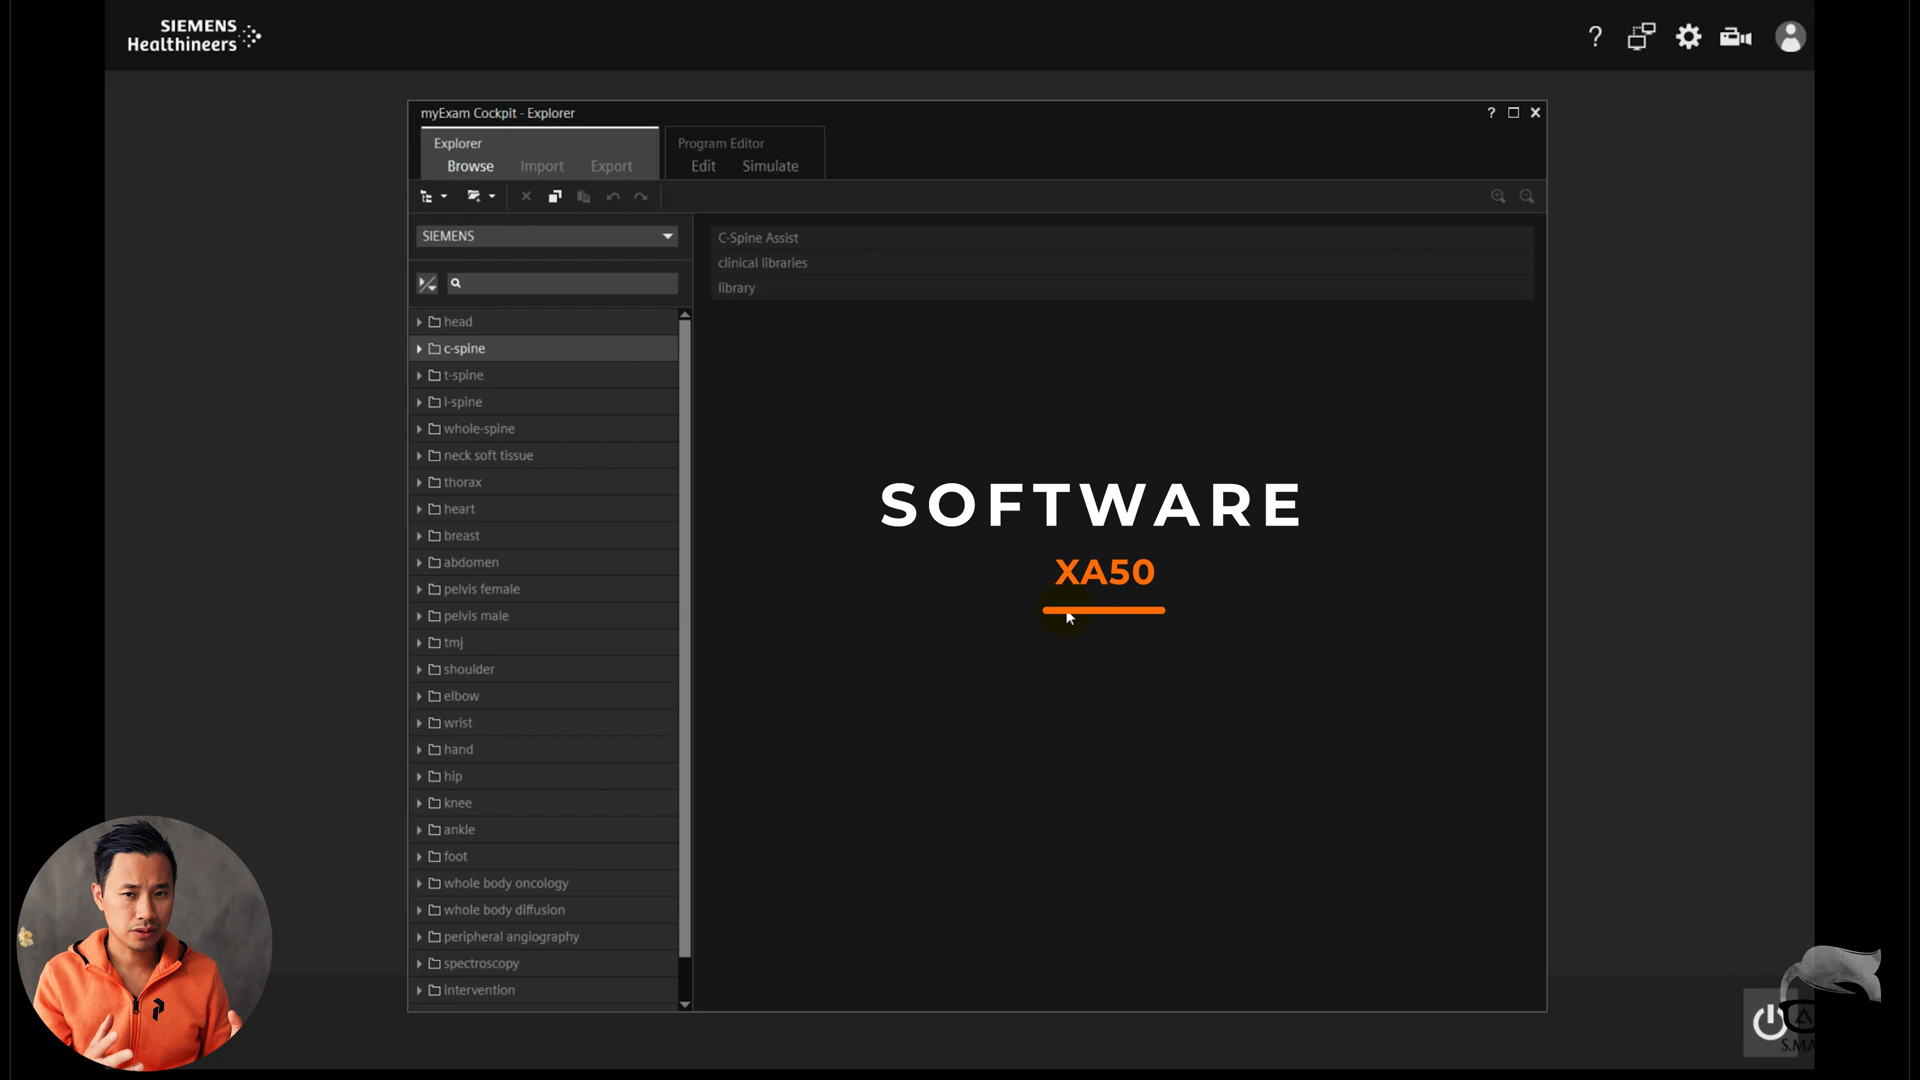 SIEMENS
Healthineers
?
myExam Cockpit - Explorer
?
Explorer
Program Editor
Browse Import Export
Edit Simulate
SIEMENS
C-Spine Assist
clinical libraries
library
head
c-spine
t-spine
l-spine
whole-spine
neck soft tissue
thorax
heart
breast
abdomen
pelvis female
pelvis male
tmj
shoulder
elbow
wrist
hand
hip
knee
ankle
foot
whole body oncology
whole body diffusion
peripheral angiography
spectroscopy
intervention
SOFTWARE
XA50